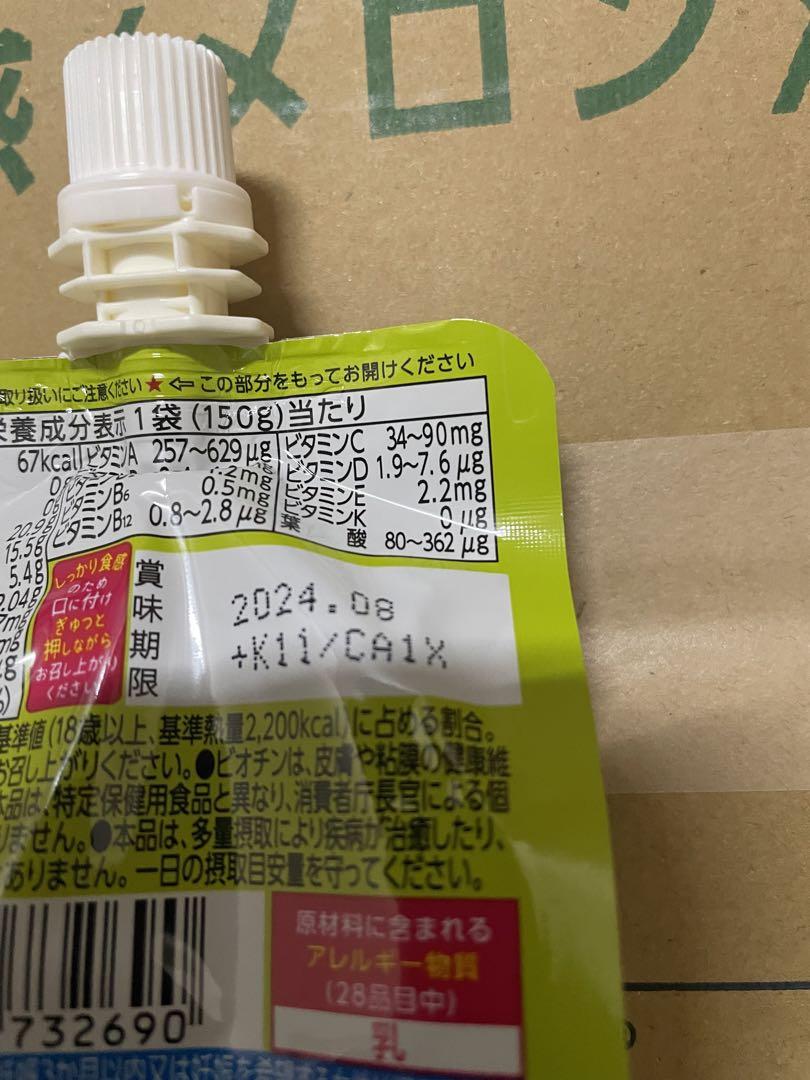 メロン
取り扱いにご注意ください★⇦この部分をもってお開けください
栄養成分表示 1袋(150g)当たり
67kcal ビタミンA 257~629μg ビタミンC 34~90mg
ビタミンD 1.9~7.6μg
ビタミンB6 0.5mg ビタミンE 2.2mg
ビタミンB12 0.8~2.8μg ビタミンK 0μg
葉酸 80~362μg
20.9g
15.5g
5.4g
しっかり食感
のため
口に付け
ぎゅっと
押しながら
お召し上がり
ください
賞味期限
2024.08
+K1i/CA1X
基準値(18歳以上、基準熱量2,200kcal)に占める割合。
お召し上がりください。●ビオチンは、皮膚や粘膜の健康維
本品は、特定保健用食品と異なり、消費者庁長官による個
りません。●本品は、多量摂取により疾病が治癒したり、
ありません。一日の摂取目安量を守ってください。
732690
原材料に含まれる
アレルギー物質
(28品目中)
乳